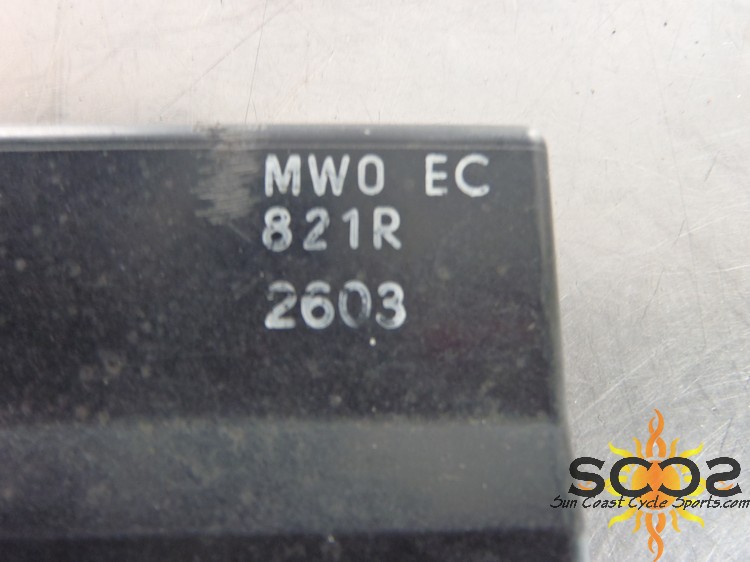 MW0 EC
821R
2603
SCCS
Sun Coast Cycle Sports.com